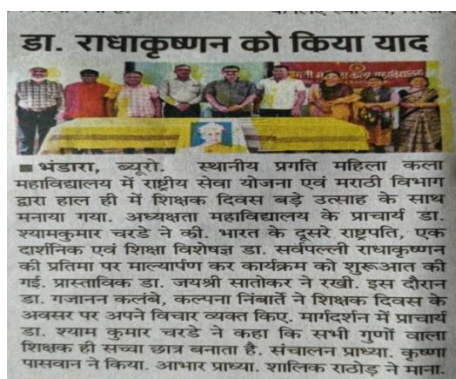 डा. राधाकृष्णन को किया याद
■ भंडारा, ब्यूरो. स्थानीय प्रगति महिला कला
महाविद्यालय में राष्ट्रीय सेवा योजना एवं मराठी विभाग
द्वारा हाल ही में शिक्षक दिवस बड़े उत्साह के साथ
मनाया गया. अध्यक्षता महाविद्यालय के प्राचार्य डा.
श्यामकुमार चरडे ने की. भारत के दूसरे राष्ट्रपति, एक
दार्शनिक एवं शिक्षा विशेषज्ञ डा. सर्वपल्ली राधाकृष्णन
की प्रतिमा पर माल्यार्पण कर कार्यक्रम को शुरूआत की
गई. प्रास्ताविक डा. जयश्री सातोकर ने रखी. इस दौरान
डा. गजानन कलंबे, कल्पना निंबार्ते ने शिक्षक दिवस के
अवसर पर अपने विचार व्यक्त किए. मार्गदर्शन में प्राचार्य
डा. श्याम कुमार चरडे ने कहा कि सभी गुणों वाला
शिक्षक ही सच्चा छात्र बनाता है. संचालन प्राध्या. कृष्णा
पासवान ने किया. आभार प्राध्या. शालिक राठोड़ ने माना.